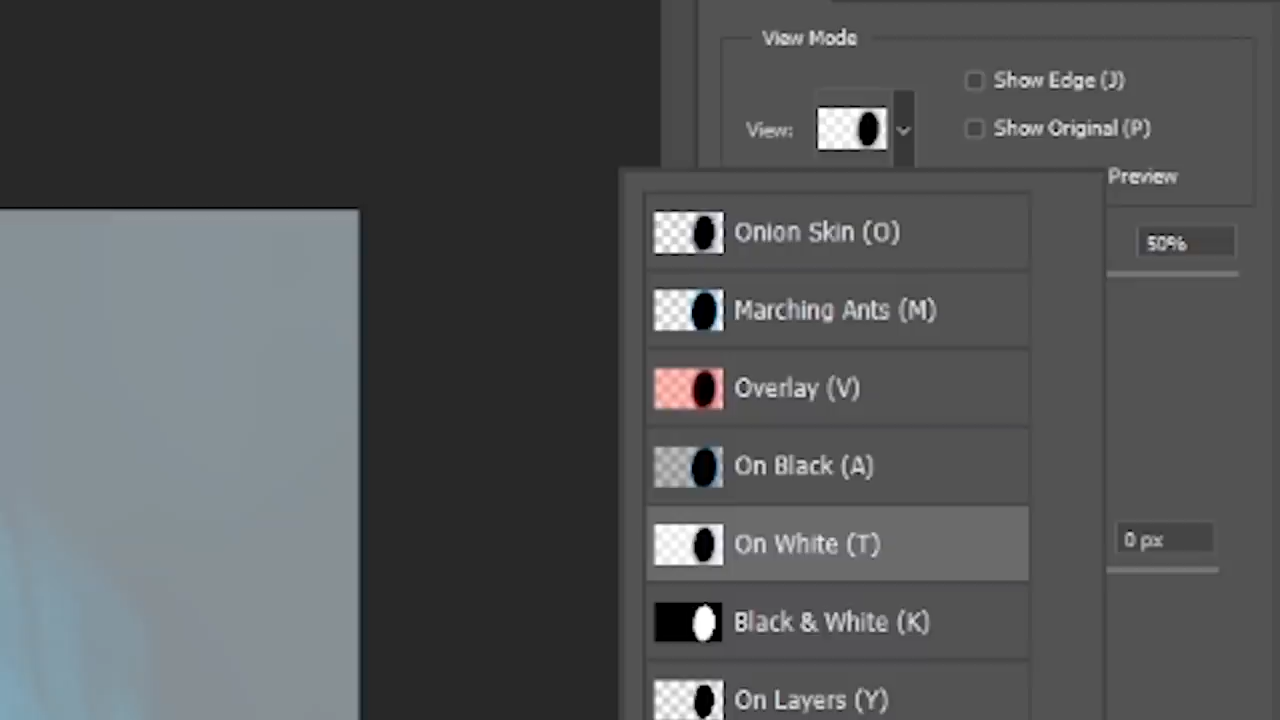 View Mode
Show Edge (J)
View:
Show Original (P)
Preview
Onion Skin (O)
50%
Marching Ants (M)
Overlay (V)
On Black (A)
On White (T)
0 px
Black & White (K)
On Layers (Y)